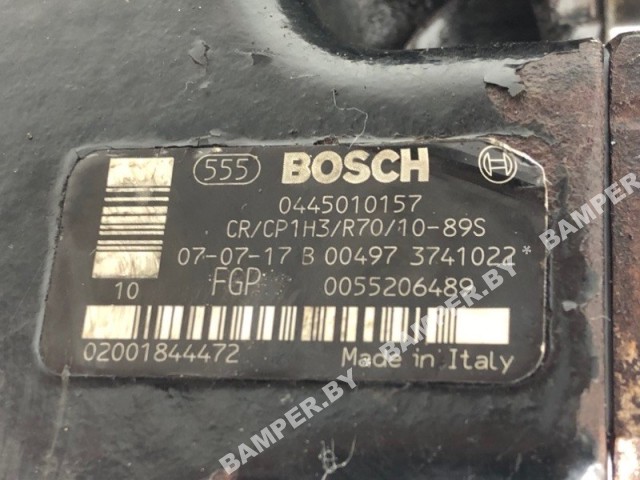 555 BOSCH
0445010157
CR/CP1H3/R70/10-89S
07-07-17 B 00497 3741022*
10 FGP 0055206489
02001844472 Made in Italy
BAMPER.BY
BAMPER.BY
BAMPER.BY